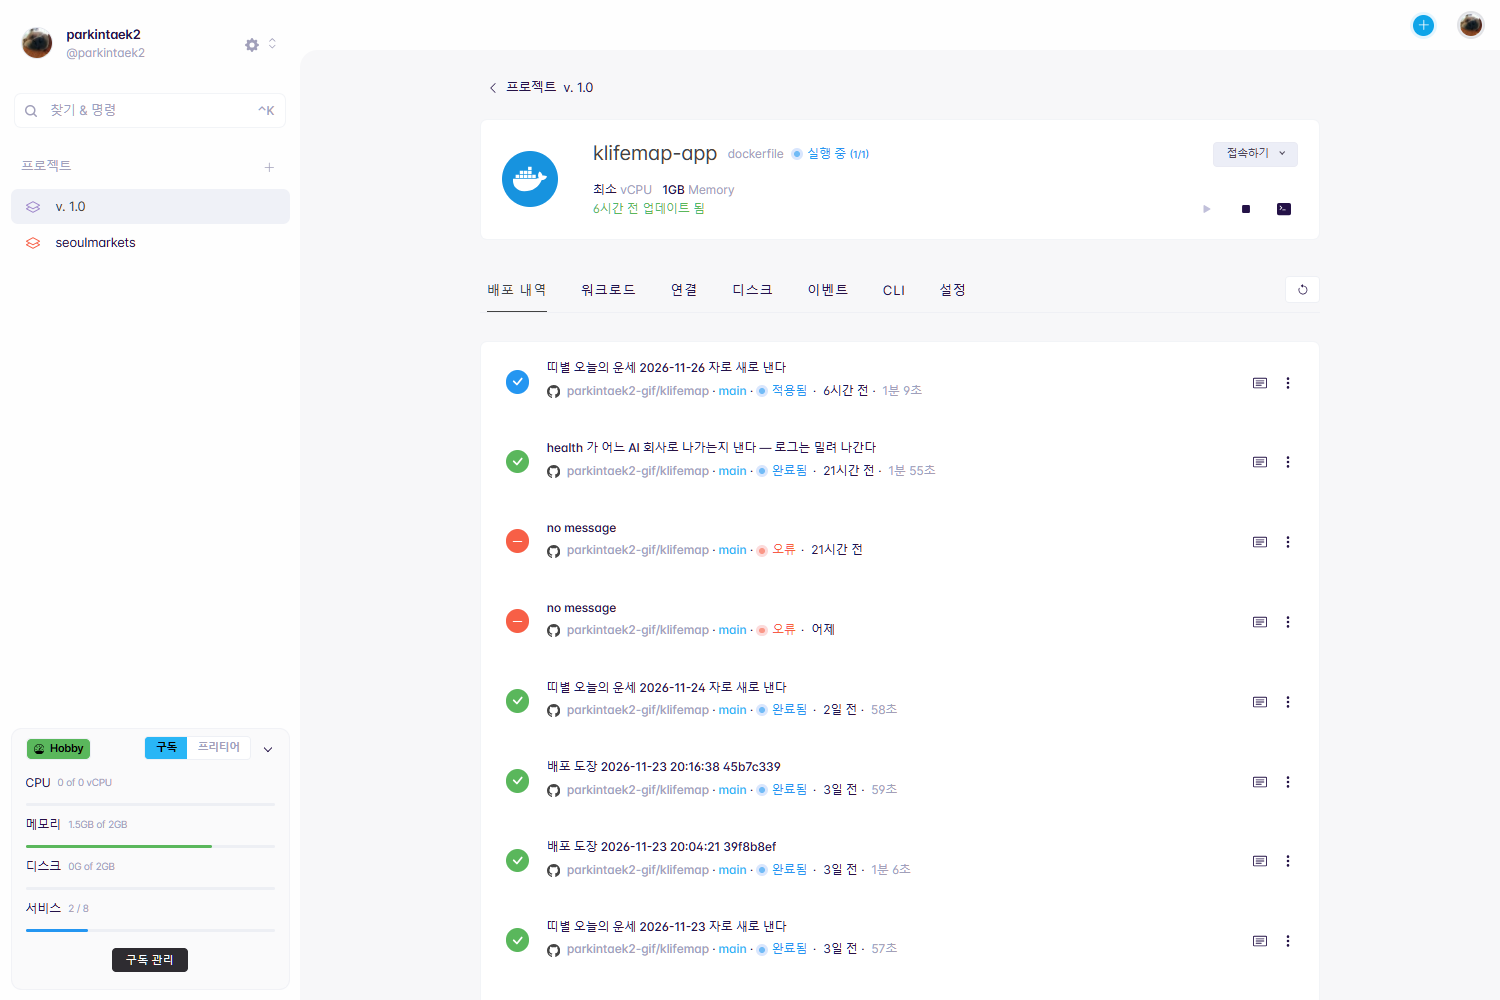 parkintaek2
@parkintaek2
찾기 & 명령
^K
프로젝트
v. 1.0
seoulmarkets
Hobby
구독
프리티어
CPU 0 of 0 vCPU
메모리 1.5GB of 2GB
디스크 0G of 2GB
서비스 2 / 8
구독 관리
프로젝트 v. 1.0
klifemap-app dockerfile 실행 중 (1/1)
접속하기
최소 vCPU 1GB Memory
6시간 전 업데이트 됨
배포 내역 워크로드 연결 디스크 이벤트 CLI 설정
띠별 오늘의 운세 2026-11-26 자로 새로 낸다
parkintaek2-gif/klifemap · main · 적용됨 · 6시간 전 · 1분 9초
health 가 어느 AI 회사로 나가는지 낸다 — 로그는 밀려 나간다
parkintaek2-gif/klifemap · main · 완료됨 · 21시간 전 · 1분 55초
no message
parkintaek2-gif/klifemap · main · 오류 · 21시간 전
no message
parkintaek2-gif/klifemap · main · 오류 · 어제
띠별 오늘의 운세 2026-11-24 자로 새로 낸다
parkintaek2-gif/klifemap · main · 완료됨 · 2일 전 · 58초
배포 도장 2026-11-23 20:16:38 45b7c339
parkintaek2-gif/klifemap · main · 완료됨 · 3일 전 · 59초
배포 도장 2026-11-23 20:04:21 39f8b8ef
parkintaek2-gif/klifemap · main · 완료됨 · 3일 전 · 1분 6초
띠별 오늘의 운세 2026-11-23 자로 새로 낸다
parkintaek2-gif/klifemap · main · 완료됨 · 3일 전 · 57초